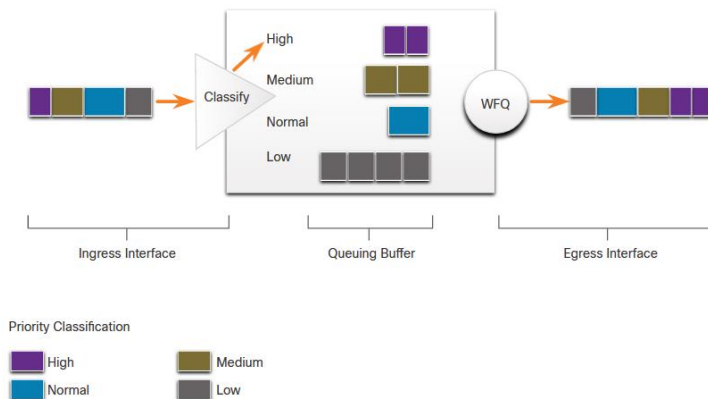 High
Medium
Classify
WFQ
Normal
Low
Ingress Interface
Queuing Buffer
Egress Interface
Priority Classification
High
Medium
Normal
Low